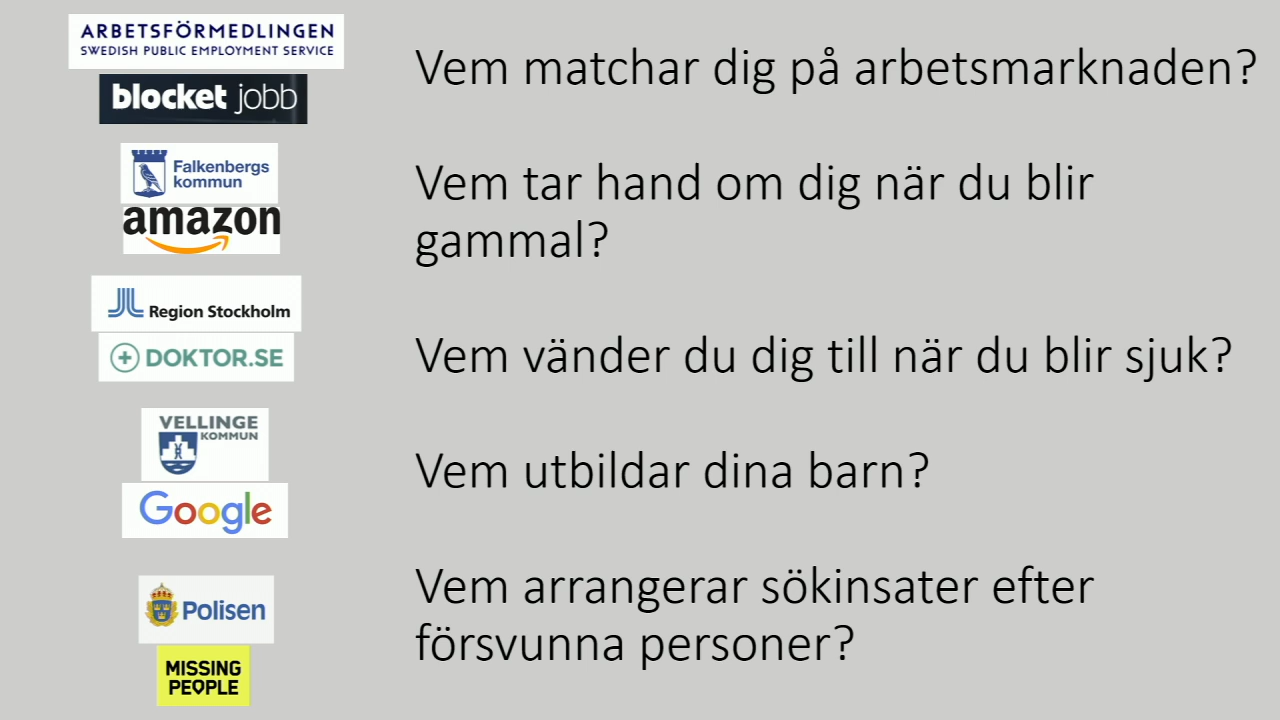 ARBETSFÖRMEDLINGEN
SWEDISH PUBLIC EMPLOYMENT SERVICE
blocket jobb
Vem matchar dig på arbetsmarknaden?
Falkenbergs
kommun
amazon
Vem tar hand om dig när du blir
gammal?
Region Stockholm
DOKTOR.SE
Vem vänder du dig till när du blir sjuk?
VELLINGE
KOMMUN
Google
Vem utbildar dina barn?
Polisen
MISSING
PEOPLE
Vem arrangerar sökinsater efter
försvunna personer?